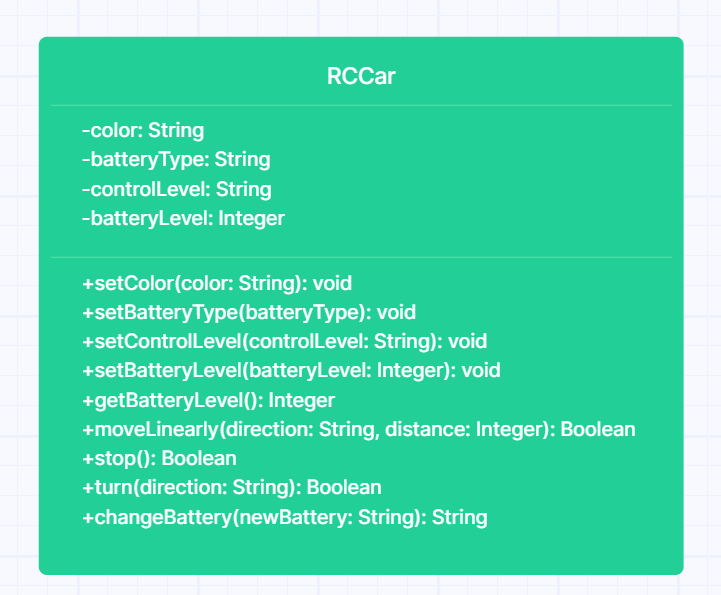 RCCar
-color: String
-batteryType: String
-controlLevel: String
-batteryLevel: Integer
+setColor(color: String): void
+setBatteryType(batteryType): void
+setControlLevel(controlLevel: String): void
+setBatteryLevel(batteryLevel: Integer): void
+getBatteryLevel(): Integer
+moveLinearly(direction: String, distance: Integer): Boolean
+stop(): Boolean
+turn(direction: String): Boolean
+changeBattery(newBattery: String): String